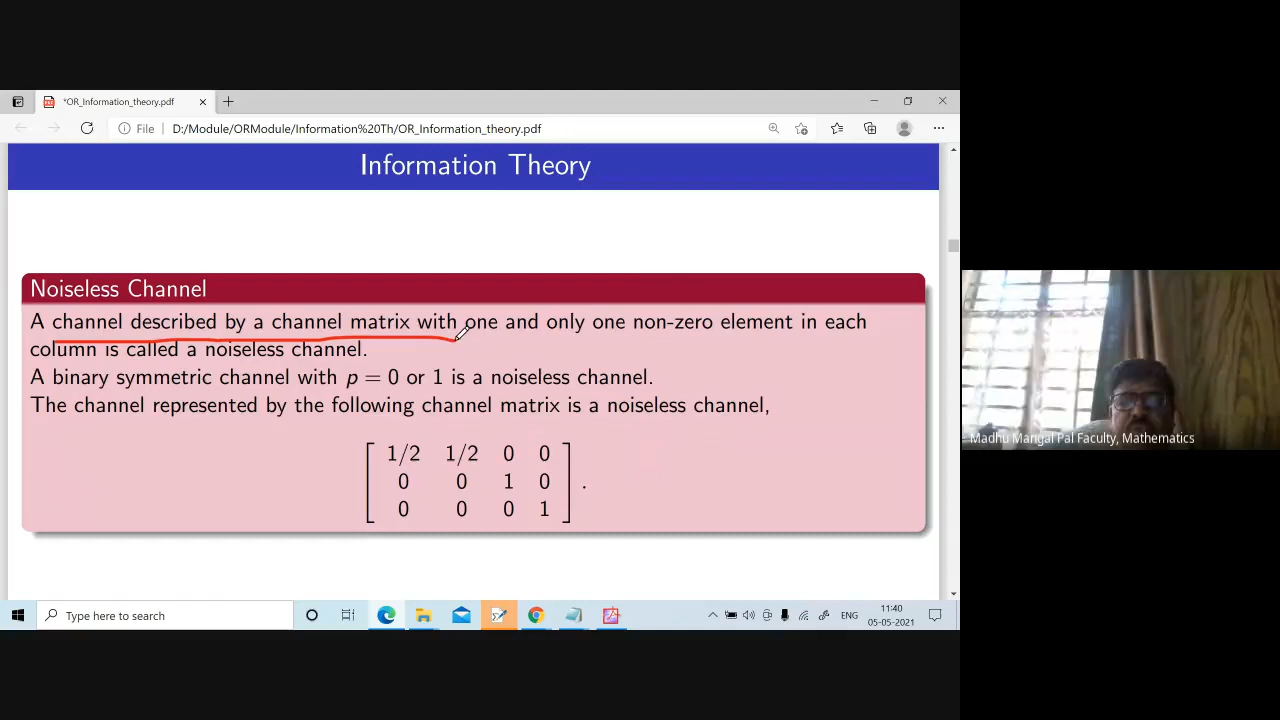 *OR_Information_theory.pdf
File | D:/Module/ORModule/Information%20Th/OR_Information_theory.pdf
Information Theory
Noiseless Channel
A channel described by a channel matrix with one and only one non-zero element in each
column is called a noiseless channel.
A binary symmetric channel with p = 0 or 1 is a noiseless channel.
The channel represented by the following channel matrix is a noiseless channel,
1/2 1/2 0 0
0 0 1 0
0 0 0 1 .
Madhu Mangal Pal Faculty, Mathematics
Type here to search
ENG
11:40
05-05-2021